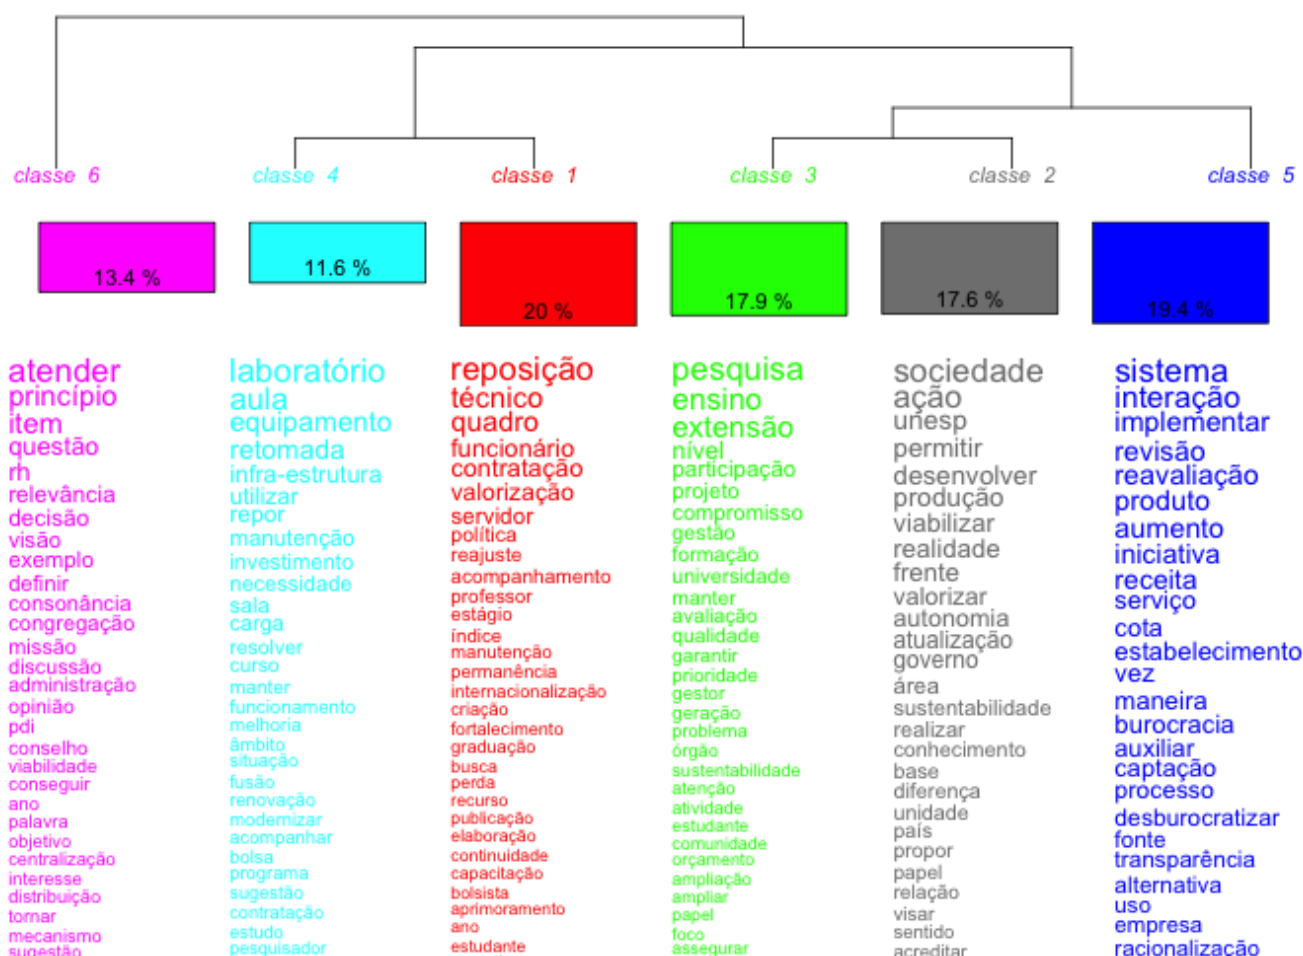 classe 6
classe 4
classe 1
classe 3
classe 2
classe 5
13.4 %
11.6 %
20 %
17.9 %
17.6 %
19.4 %
atender
princípio
item
questão
rh
relevância
decisão
visão
exemplo
definir
consonância
congregação
missão
discussão
administração
opinião
pdi
conselho
viabilidade
conseguir
ano
palavra
objetivo
centralização
interesse
distribuição
tornar
mecanismo
sugestão
laboratório
aula
equipamento
retomada
infra-estrutura
utilizar
repor
manutenção
investimento
necessidade
sala
carga
resolver
curso
manter
funcionamento
melhoria
âmbito
situação
fusão
renovação
modernizar
acompanhar
bolsa
programa
sugestão
contratação
estudo
pesquisador
reposição
técnico
quadro
funcionário
contratação
valorização
servidor
política
reajuste
acompanhamento
professor
estágio
índice
manutenção
permanência
internacionalização
criação
fortalecimento
graduação
busca
perda
recurso
publicação
elaboração
continuidade
capacitação
bolsista
aprimoramento
ano
estudante
pesquisa
ensino
extensão
nível
participação
projeto
compromisso
gestão
formação
universidade
manter
avaliação
qualidade
garantir
prioridade
gestor
geração
problema
órgão
sustentabilidade
atenção
atividade
estudante
comunidade
orçamento
ampliação
ampliar
papel
foco
assegurar
sociedade
ação
unesp
permitir
desenvolver
produção
viabilizar
realidade
frente
valorizar
autonomia
atualização
governo
área
sustentabilidade
realizar
conhecimento
base
diferença
unidade
país
propor
papel
relação
visar
sentido
acreditar
sistema
interação
implementar
revisão
reavaliação
produto
aumento
iniciativa
receita
serviço
cota
estabelecimento
vez
maneira
burocracia
auxiliar
captação
processo
desburocratizar
fonte
transparência
alternativa
uso
empresa
racionalização